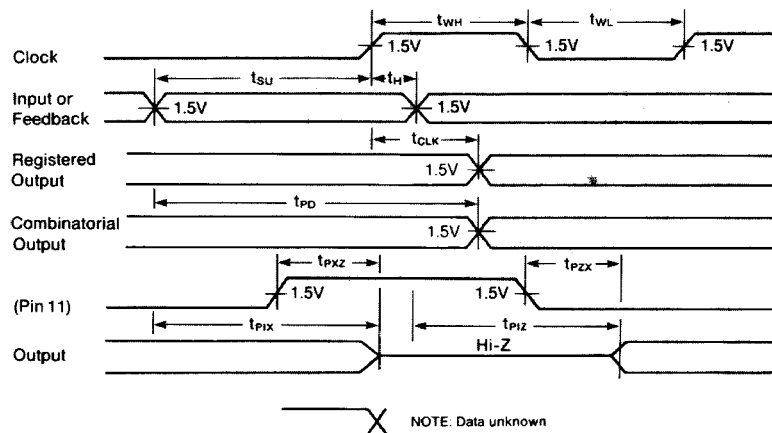 tWH
tWL
Clock
1.5V
1.5V
1.5V
tSU
tH
Input or
Feedback
1.5V
1.5V
tCLK
Registered
Output
1.5V
tPD
Combinatorial
Output
1.5V
tPXZ
tPZX
(Pin 11)
1.5V
1.5V
tPIX
tPIZ
Output
Hi-Z
NOTE: Data unknown